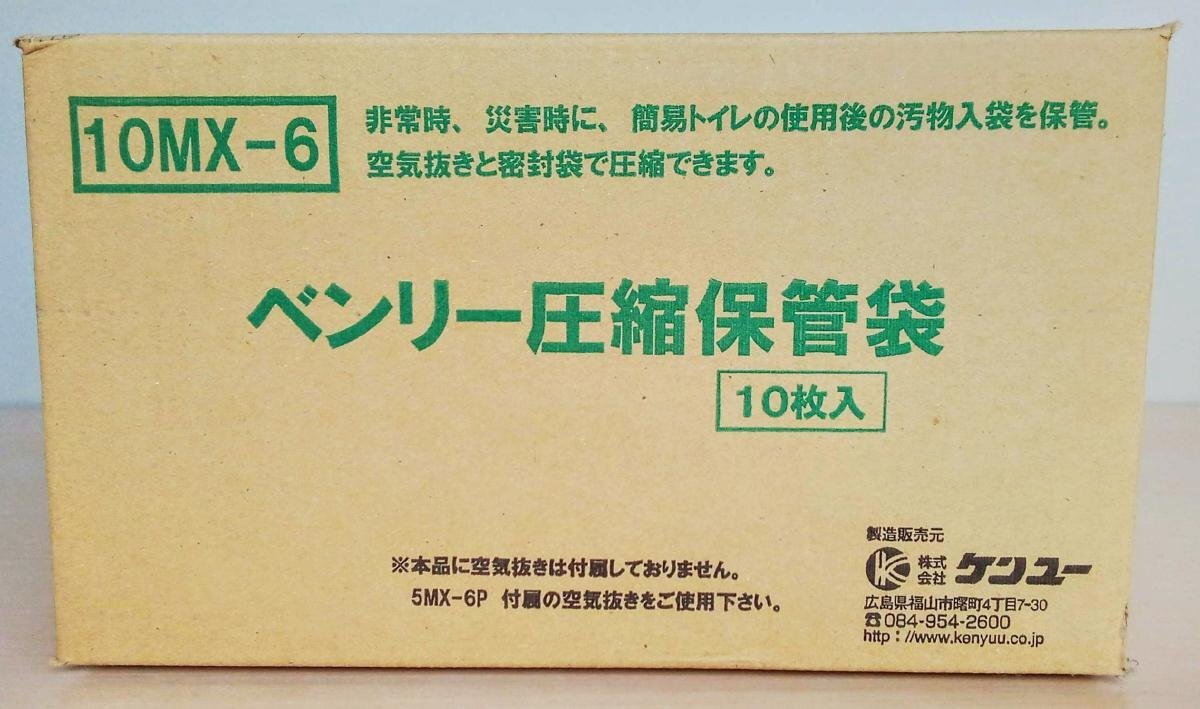 10MX-6
非常時、災害時に、簡易トイレの使用後の汚物入袋を保管。
空気抜きと密封袋で圧縮できます。
ベンリー圧縮保管袋
10枚入
※本品に空気抜きは付属しておりません。
5MX-6P 付属の空気抜きをご使用下さい。
製造販売元
株式会社 ケンユー
広島県福山市曙町4丁目7-30
☎084-954-2600
http://www.kenyuu.co.jp